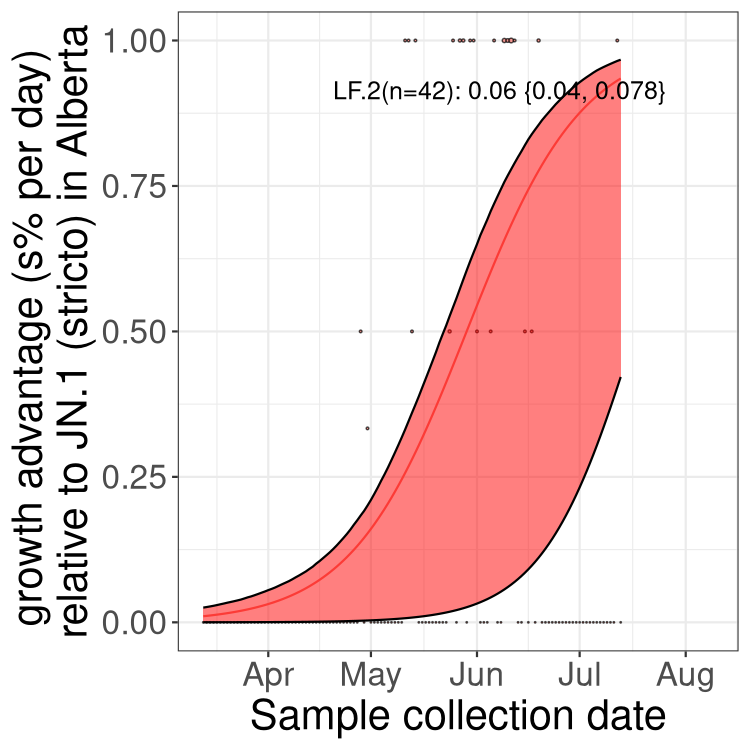 growth advantage (s% per day)
relative to JN.1 (stricto) in Alberta
1.00
0.75
0.50
0.25
0.00
LF.2(n=42): 0.06 {0.04, 0.078}
Apr May Jun Jul Aug
Sample collection date